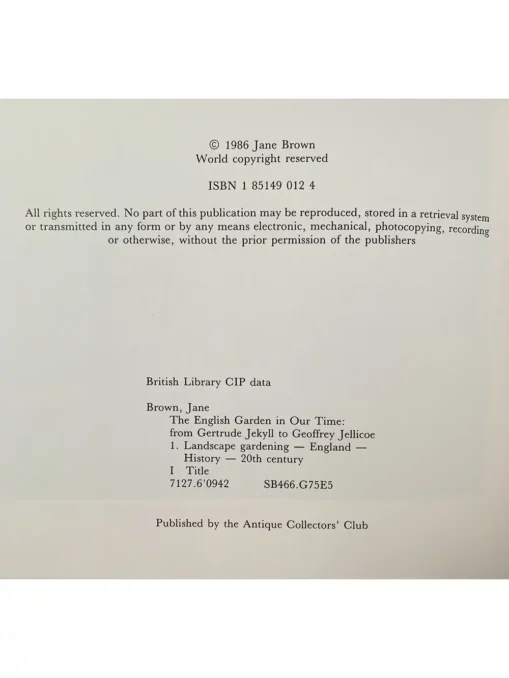 © 1986 Jane Brown
World copyright reserved
ISBN 1 85149 012 4
All rights reserved. No part of this publication may be reproduced, stored in a retrieval system
or transmitted in any form or by any means electronic, mechanical, photocopying, recording
or otherwise, without the prior permission of the publishers
British Library CIP data
Brown, Jane
The English Garden in Our Time:
from Gertrude Jekyll to Geoffrey Jellicoe
1. Landscape gardening — England —
History — 20th century
I Title
7127.6'0942 SB466.G75E5
Published by the Antique Collectors' Club